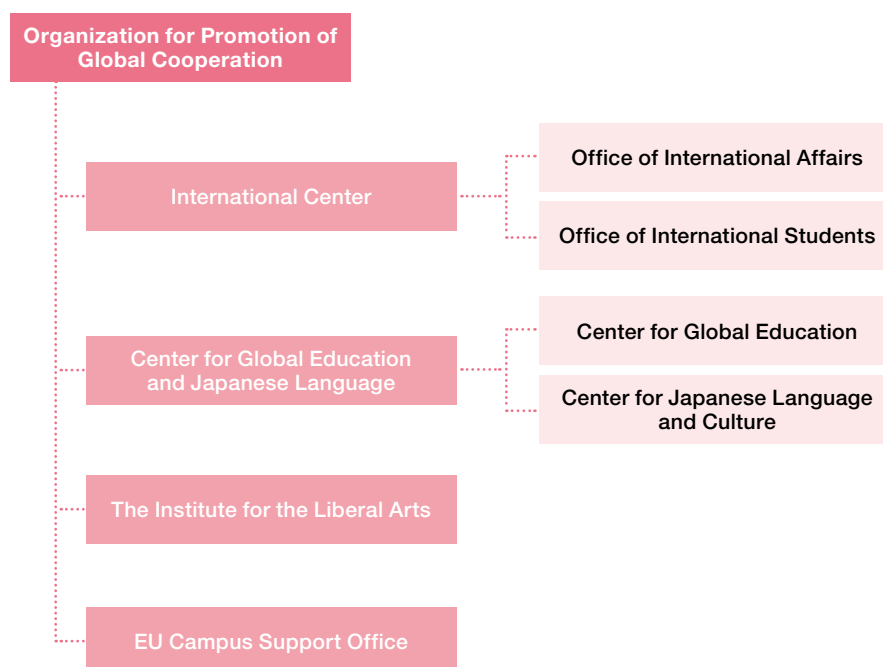 Organization for Promotion of
Global Cooperation
International Center
Office of International Affairs
Office of International Students
Center for Global Education
and Japanese Language
Center for Global Education
Center for Japanese Language
and Culture
The Institute for the Liberal Arts
EU Campus Support Office